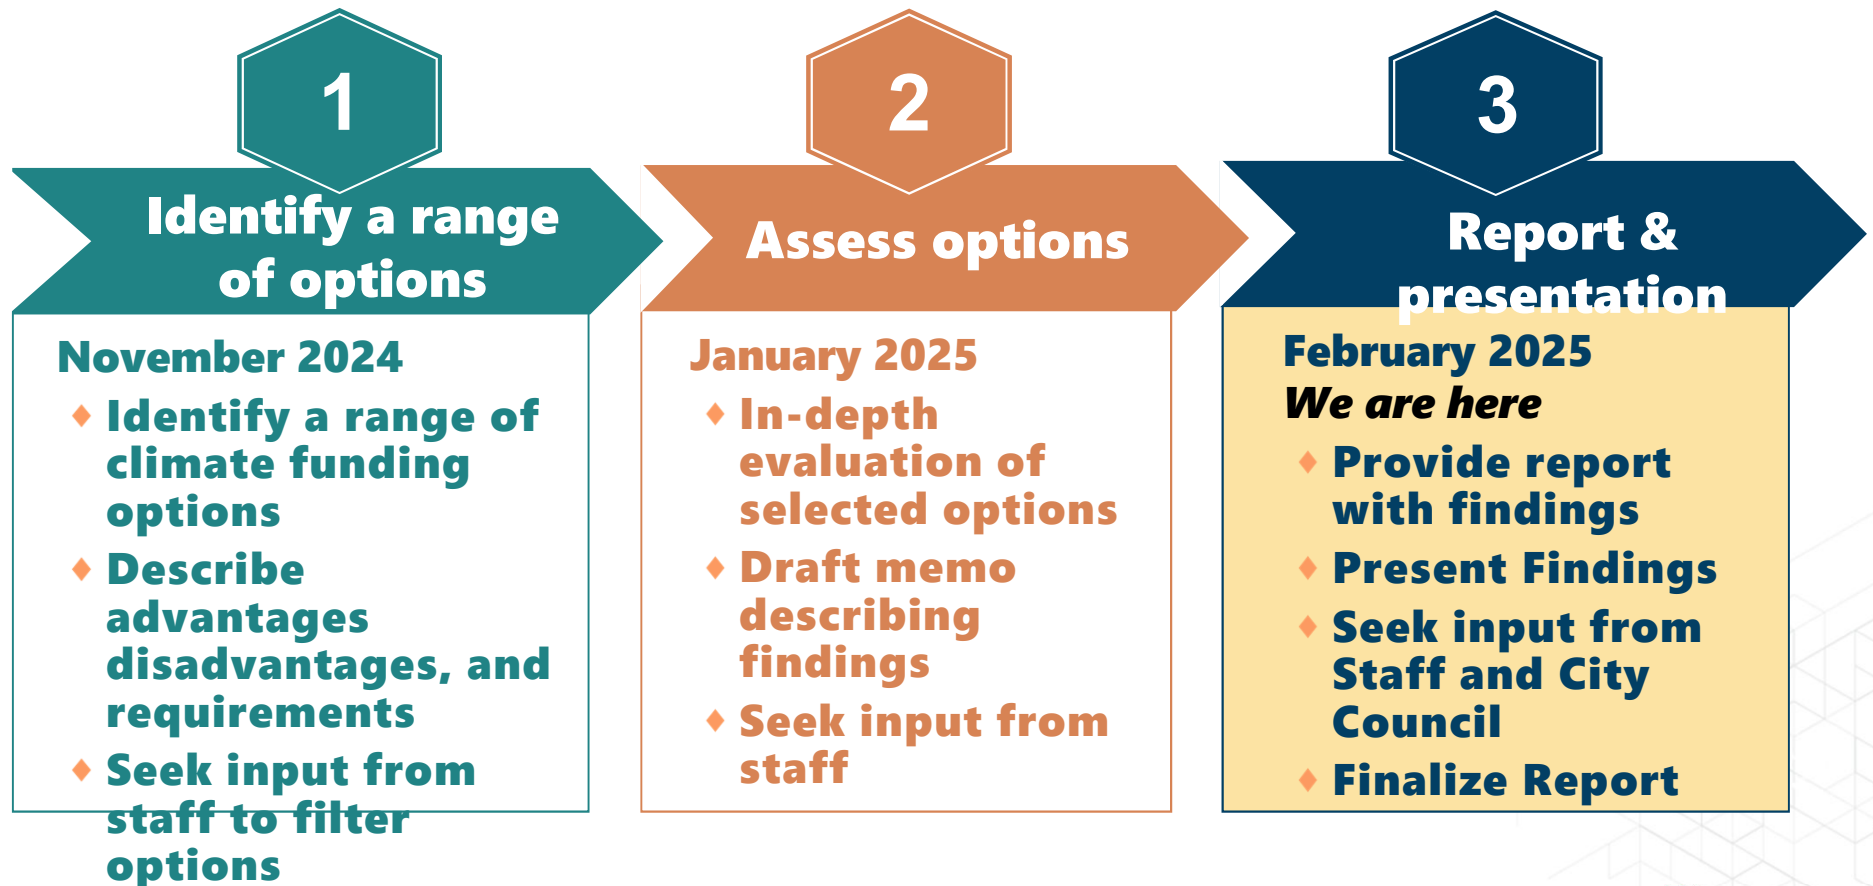 1
Identify a range
of options
November 2024
Identify a range of
climate funding
options
Describe
advantages
disadvantages, and
requirements
Seek input from
staff to filter
options
2
Assess options
January 2025
In-depth
evaluation of
selected options
Draft memo
describing
findings
Seek input from
staff
3
Report &
presentation
February 2025
We are here
Provide report
with findings
Present Findings
Seek input from
Staff and City
Council
Finalize Report